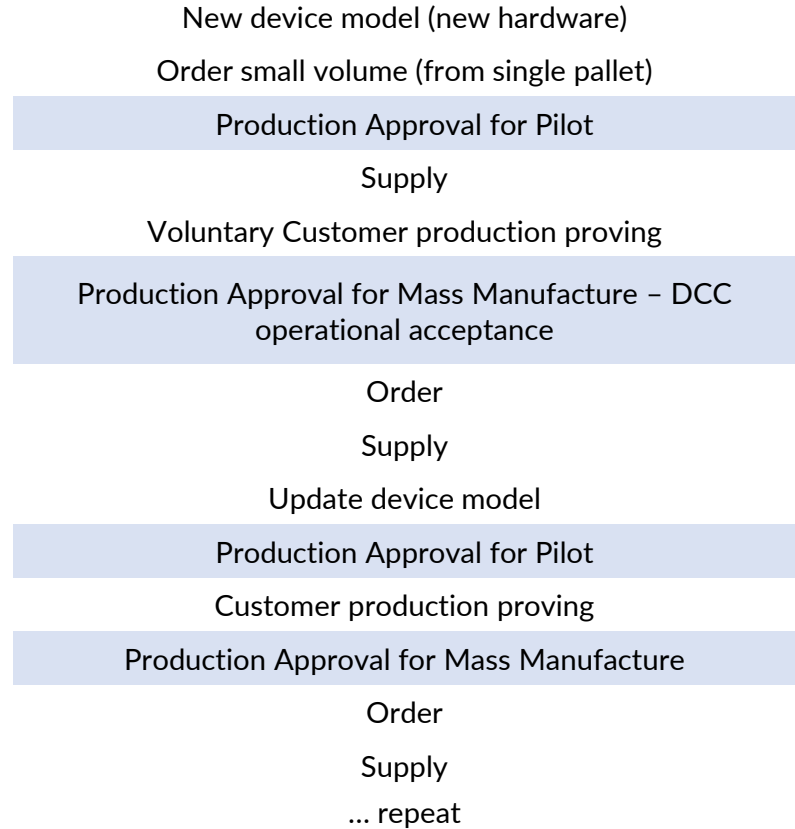 New device model (new hardware)
Order small volume (from single pallet)
Production Approval for Pilot
Supply
Voluntary Customer production proving
Production Approval for Mass Manufacture – DCC
operational acceptance
Order
Supply
Update device model
Production Approval for Pilot
Customer production proving
Production Approval for Mass Manufacture
Order
Supply
... repeat